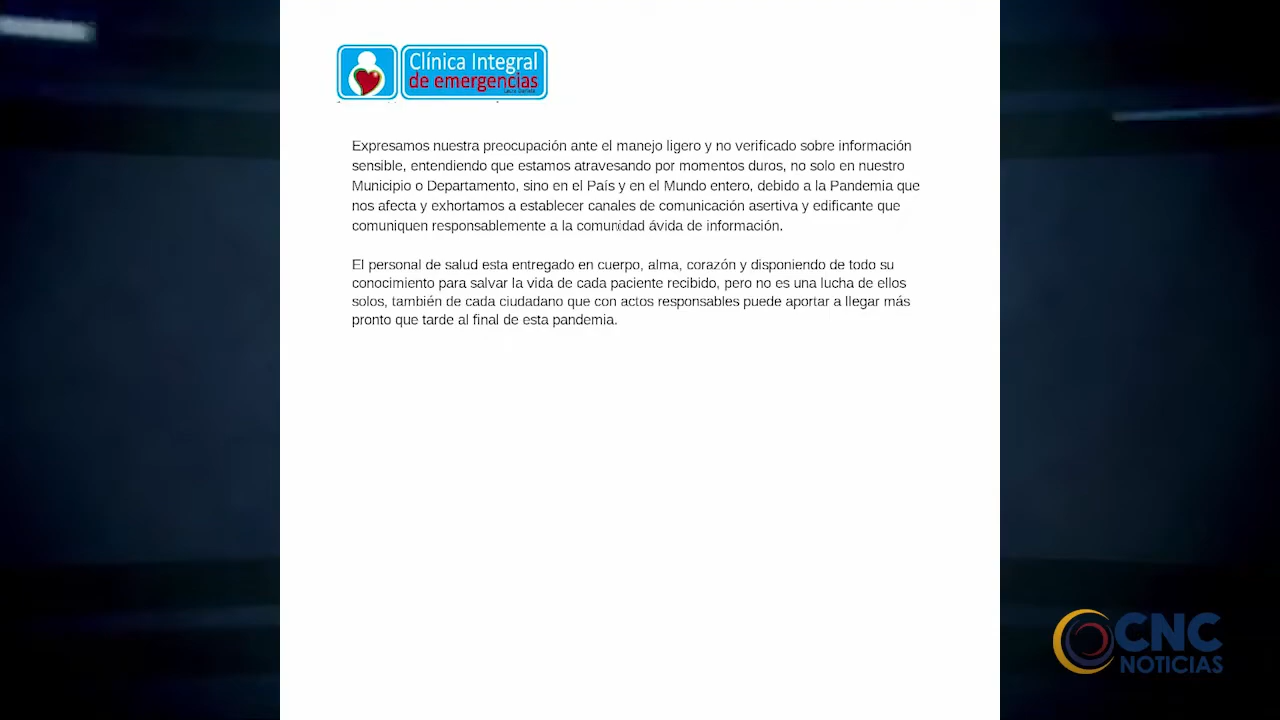 Clínica Integral
de emergencias
Expresamos nuestra preocupación ante el manejo ligero y no verificado sobre información
sensible, entendiendo que estamos atravesando por momentos duros, no solo en nuestro
Municipio o Departamento, sino en el País y en el Mundo entero, debido a la Pandemia que
nos afecta y exhortamos a establecer canales de comunicación asertiva y edificante que
comuniquen responsablemente a la comunidad ávida de información.
El personal de salud esta entregado en cuerpo, alma, corazón y disponiendo de todo su
conocimiento para salvar la vida de cada paciente recibido, pero no es una lucha de ellos
solos, también de cada ciudadano que con actos responsables puede aportar a llegar más
pronto que tarde al final de esta pandemia.
CNC
NOTICIAS